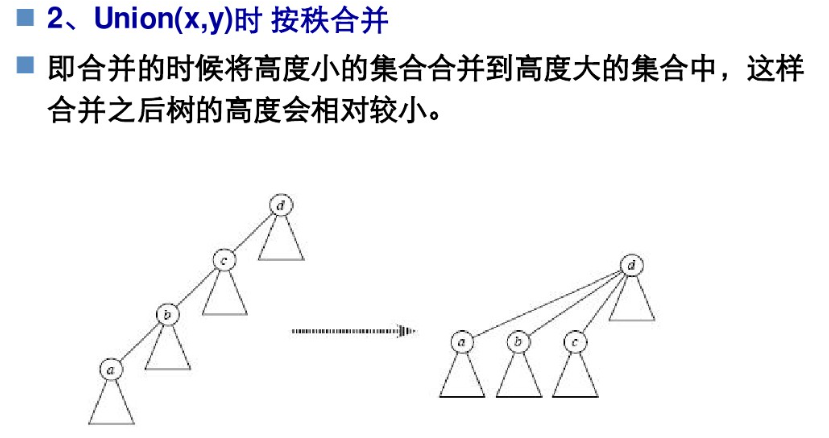 2、Union(x,y)时 按秩合并
即合并的时候将高度小的集合合并到高度大的集合中，这样
合并之后树的高度会相对较小。
d
c
b
a
d
a b c